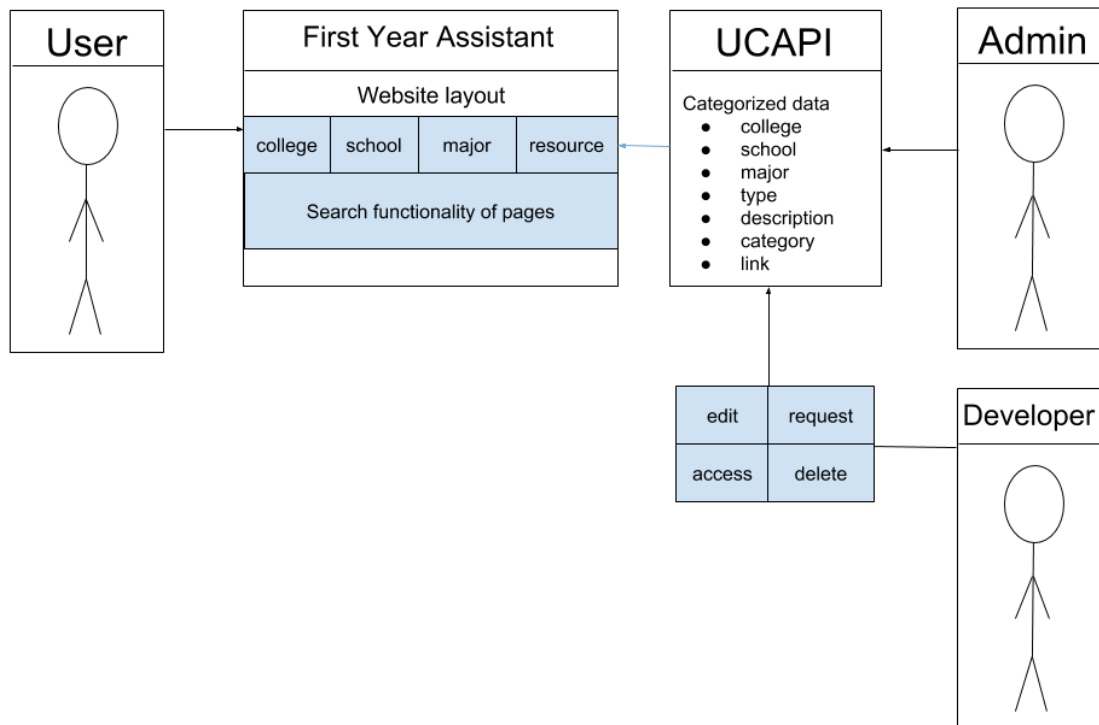 User
First Year Assistant
Website layout
college
school
major
resource
Search functionality of pages
UCAPI
Categorized data
● college
● school
● major
● type
● description
● category
● link
Admin
edit
request
access
delete
Developer